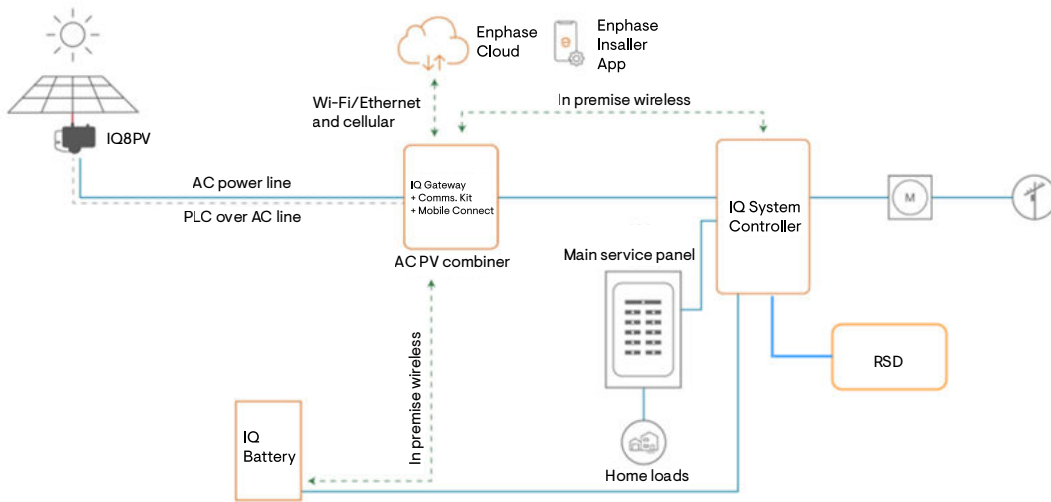 Enphase
Cloud
Enphase
Insaller
App
Wi-Fi/Ethernet
and cellular
In premise wireless
IQ8PV
AC power line
PLC over AC line
IQ Gateway
+ Comms. Kit
+ Mobile Connect
AC PV combiner
IQ System
Controller
M
Main service panel
RSD
In premise wireless
IQ
Battery
Home loads